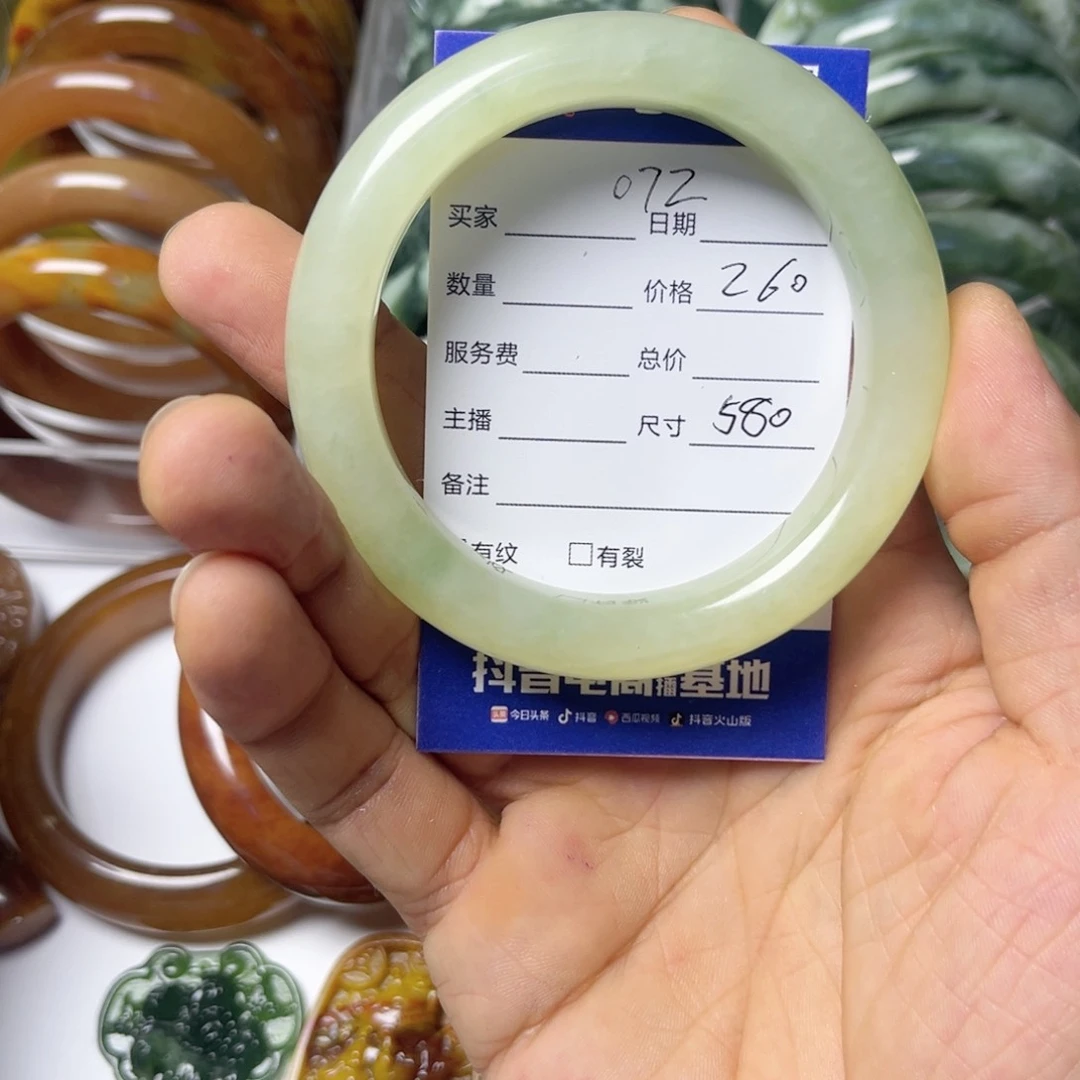 072
买家 日期
数量 价格 260
服务费 总价
主播 尺寸 580
备注
有纹 有裂
抖音电商直播基地
今日头条 抖音 西瓜视频 抖音火山版